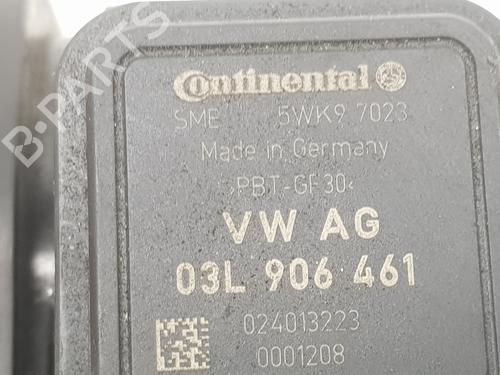 Continental
SME 5WK9 7023
Made in Germany
>PBT-GF30<
VW AG
03L 906 461
024013223
0001208
B-PARTS